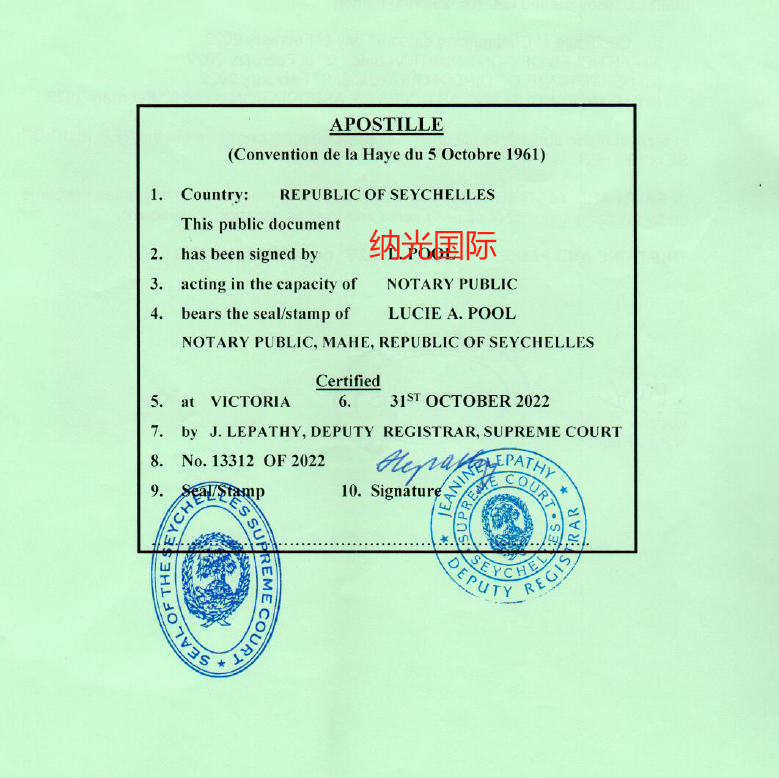 APOSTILLE
(Convention de la Haye du 5 Octobre 1961)
1. Country: REPUBLIC OF SEYCHELLES
This public document
纳光国际
2. has been signed by L. POOL
3. acting in the capacity of NOTARY PUBLIC
4. bears the seal/stamp of LUCIE A. POOL
NOTARY PUBLIC, MAHE, REPUBLIC OF SEYCHELLES
Certified
5. at VICTORIA 6. 31ST OCTOBER 2022
7. by J. LEPATHY, DEPUTY REGISTRAR, SUPREME COURT
8. No. 13312 OF 2022
9. Seal/Stamp 10. Signature
SEAL OF THE SEYCHELLES SUPREME COURT ★
★ JEANINE LEPATHY ★ DEPUTY REGISTRAR
SUPREME COURT • SEYCHELLES •